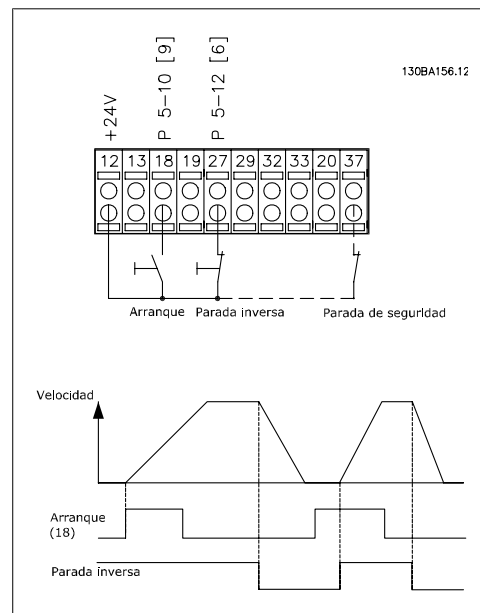 130BA156.12
+24V
P 5-10 [9]
P 5-12 [6]
12 13 18 19 27 29 32 33 20 37
Arranque Parada inversa Parada de seguridad
Velocidad
Arranque
(18)
Parada inversa